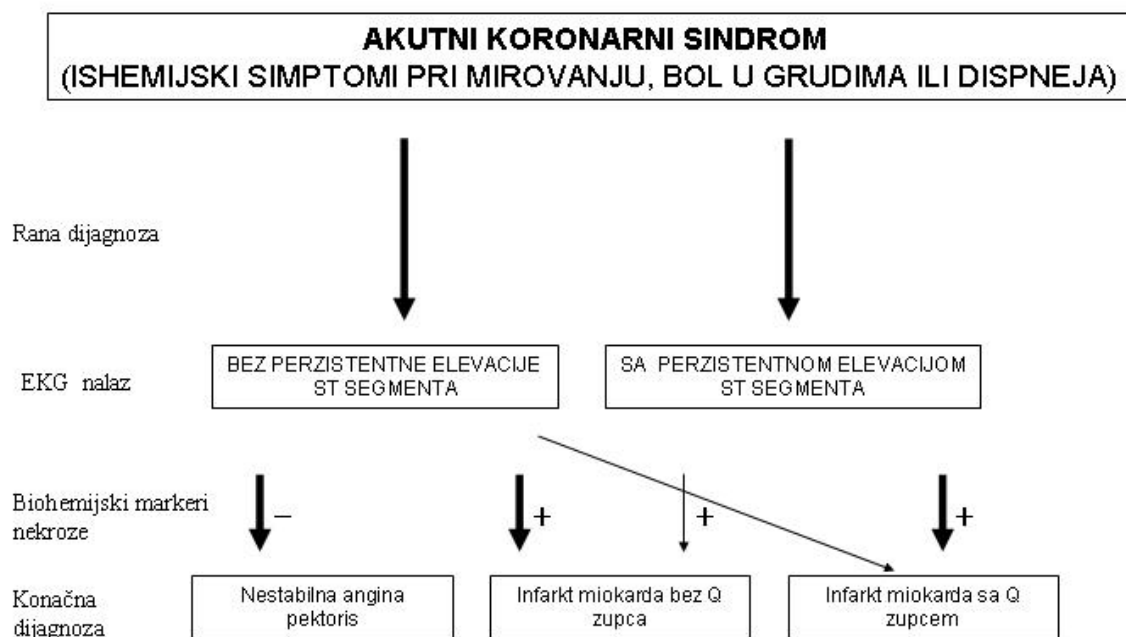 AKUTNI KORONARNI SINDROM
(ISHEMIJSKI SIMPTOMI PRI MIROVANJU, BOL U GRUDIMA ILI DISPNEJA)
Rana dijagnoza
EKG nalaz
BEZ PERZISTENTNE ELEVACIJE
ST SEGMENTA
SA PERZISTENTNOM ELEVACIJOM
ST SEGMENTA
Biohemijski markeri
nekroze
–
+
+
+
Konačna
dijagnoza
Nestabilna angina
pektoris
Infarkt miokarda bez Q
zupca
Infarkt miokarda sa Q
zupcem